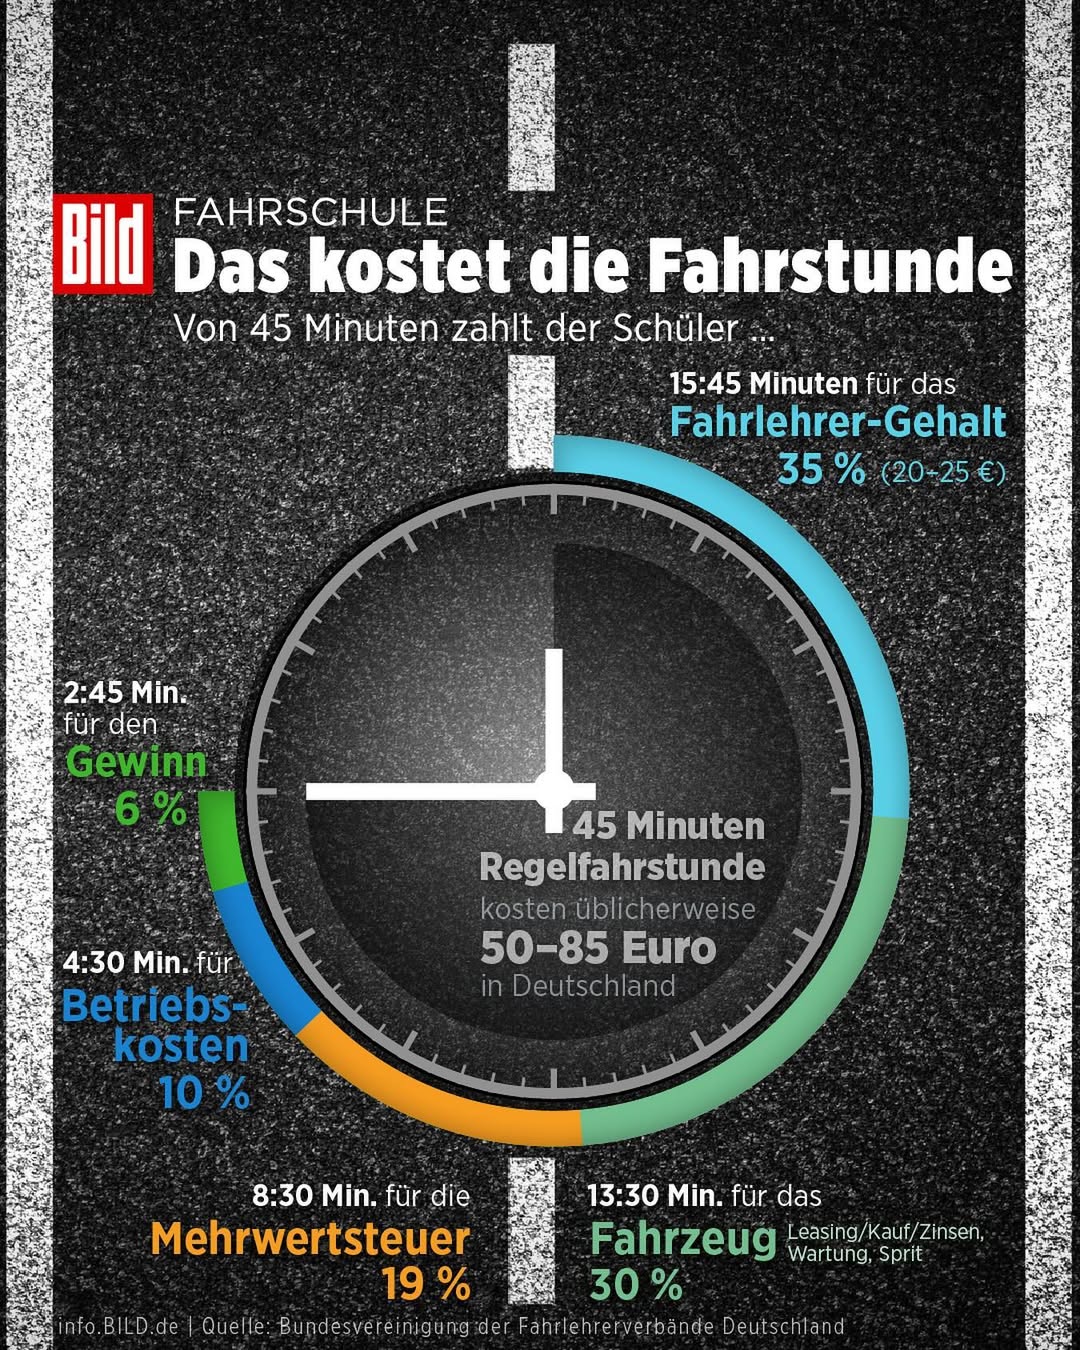 Bild
FAHRSCHULE
Das kostet die Fahrstunde
Von 45 Minuten zahlt der Schüler ...
15:45 Minuten für das
Fahrlehrer-Gehalt
35 % (20–25 €)
2:45 Min.
für den
Gewinn
6 %
45 Minuten
Regelfahrstunde
kosten üblicherweise
50–85 Euro
in Deutschland
4:30 Min. für
Betriebs-
kosten
10 %
8:30 Min. für die
Mehrwertsteuer
19 %
13:30 Min. für das
Fahrzeug Leasing/Kauf/Zinsen,
Wartung, Sprit
30 %
info.BILD.de | Quelle: Bundesvereinigung der Fahrlehrerverbände Deutschland